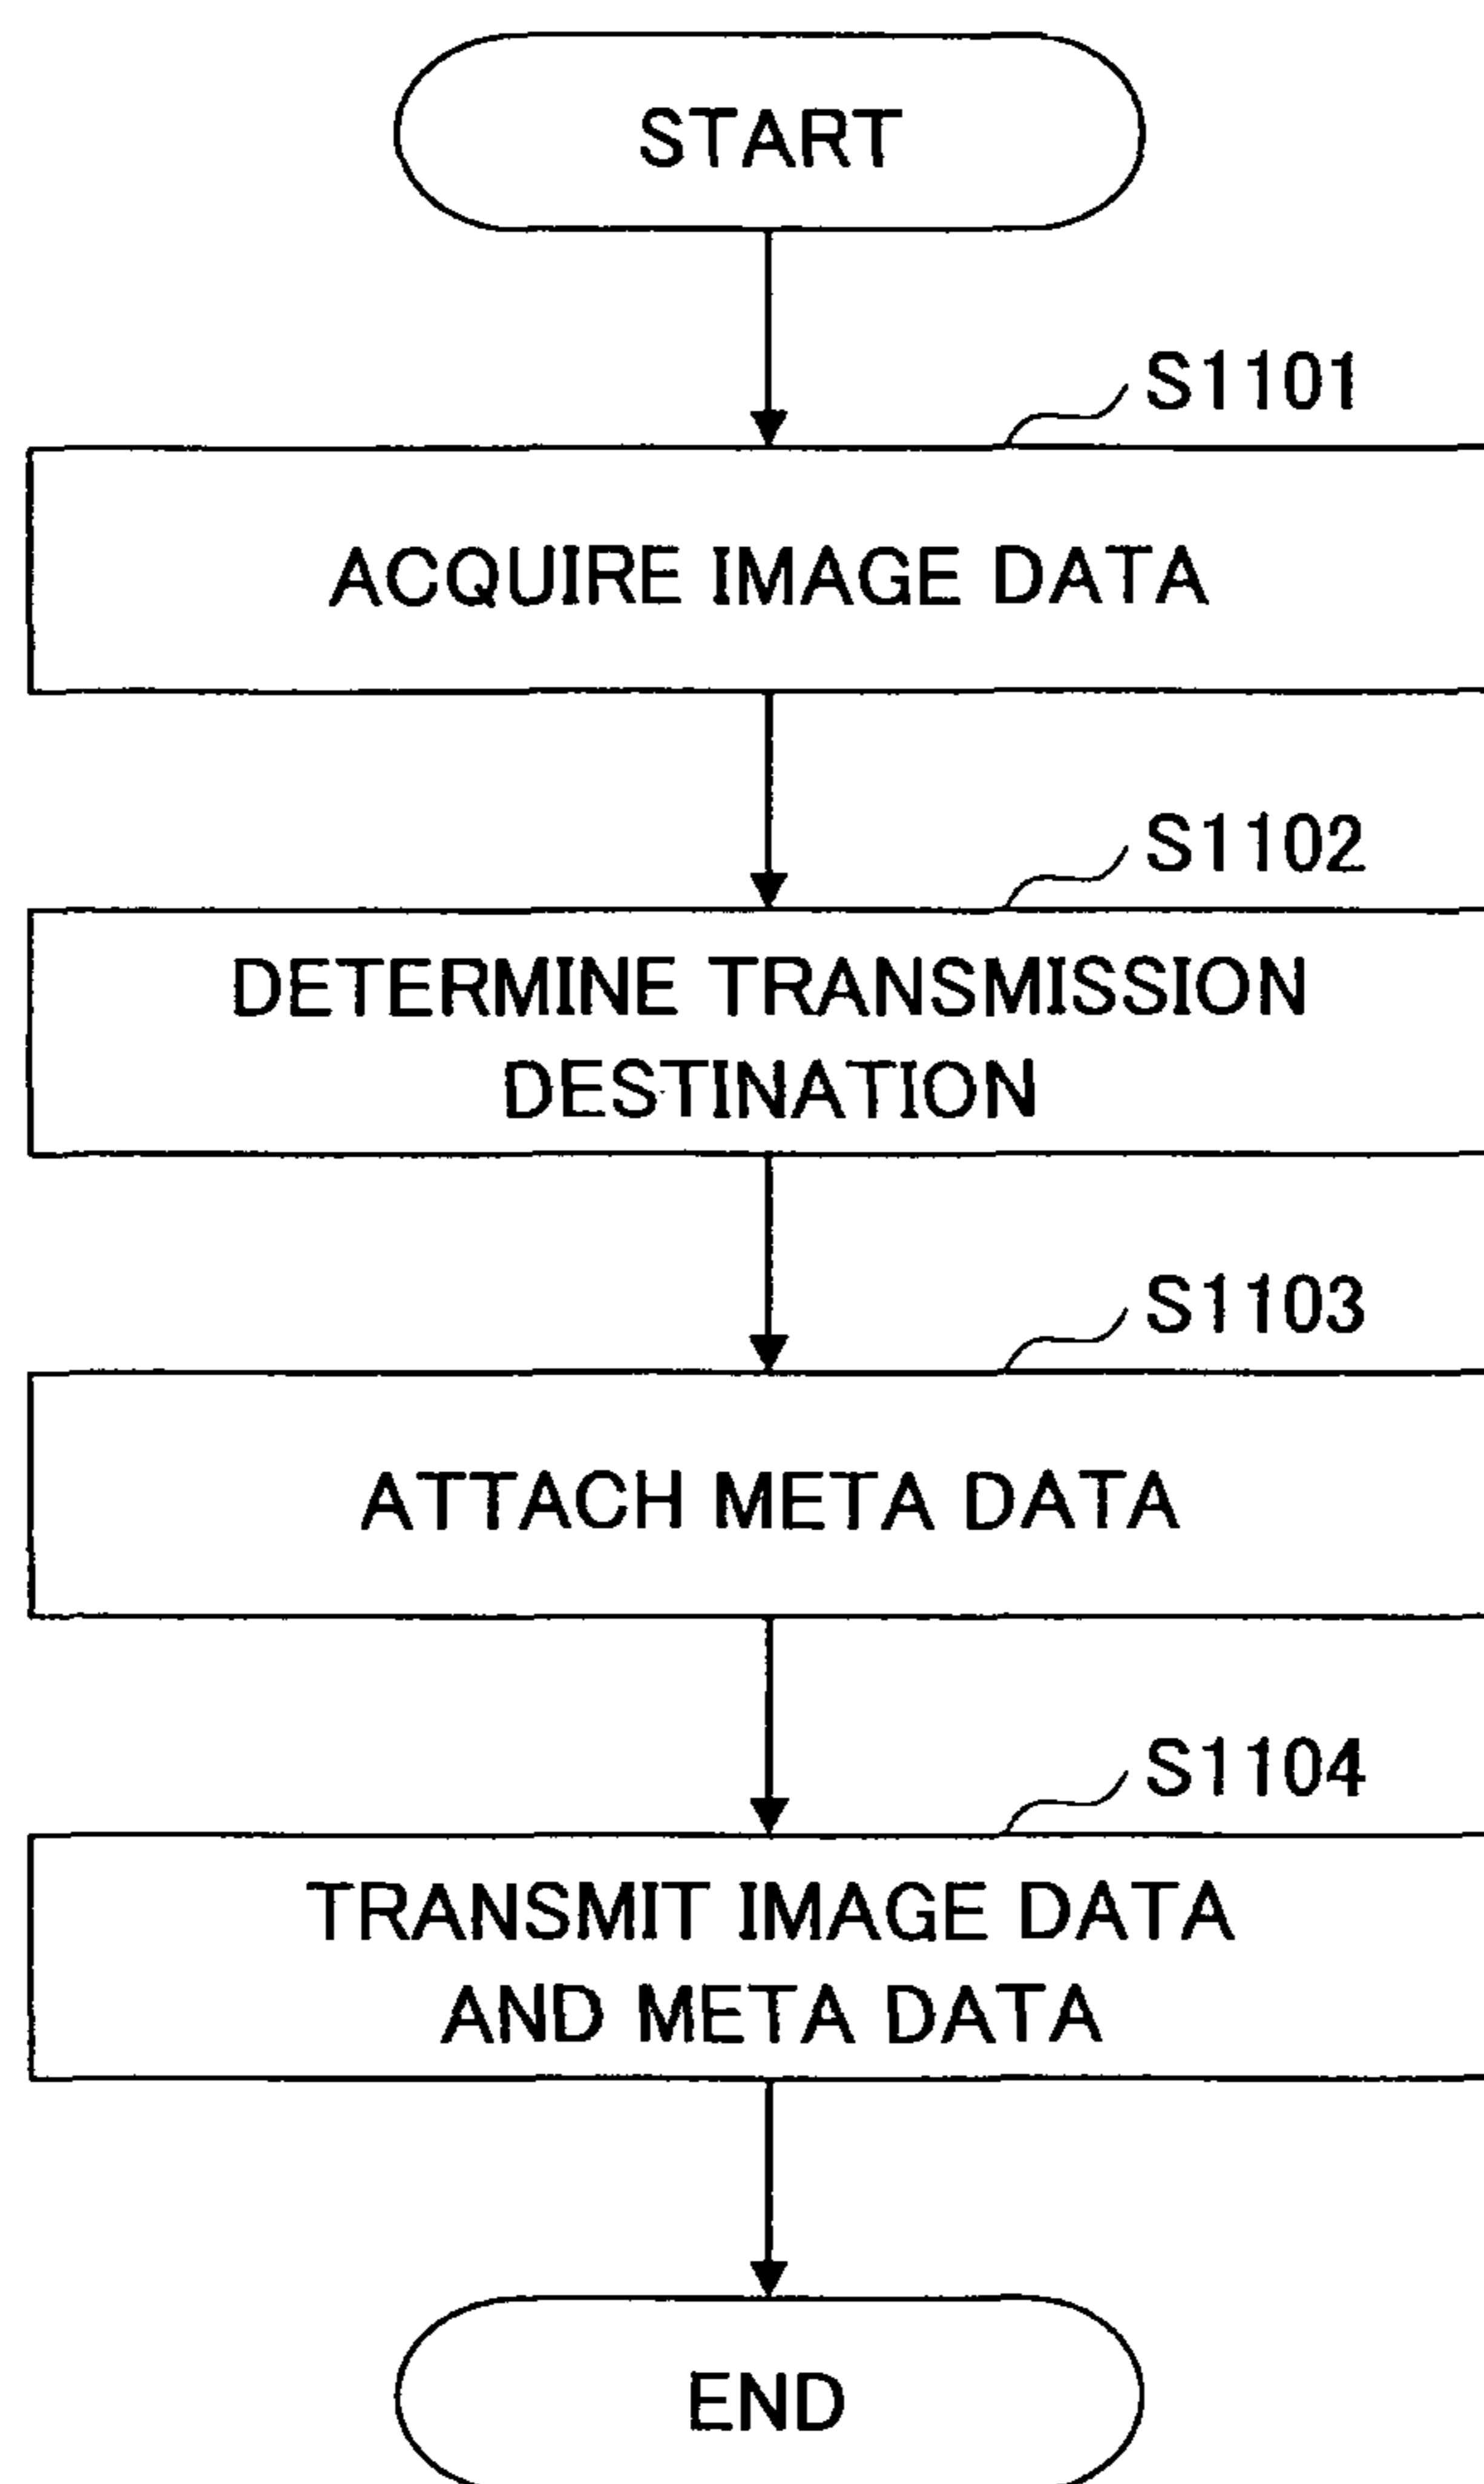 START
S1101
ACQUIRE IMAGE DATA
S1102
DETERMINE TRANSMISSION
DESTINATION
S1103
ATTACH META DATA
S1104
TRANSMIT IMAGE DATA
AND META DATA
END